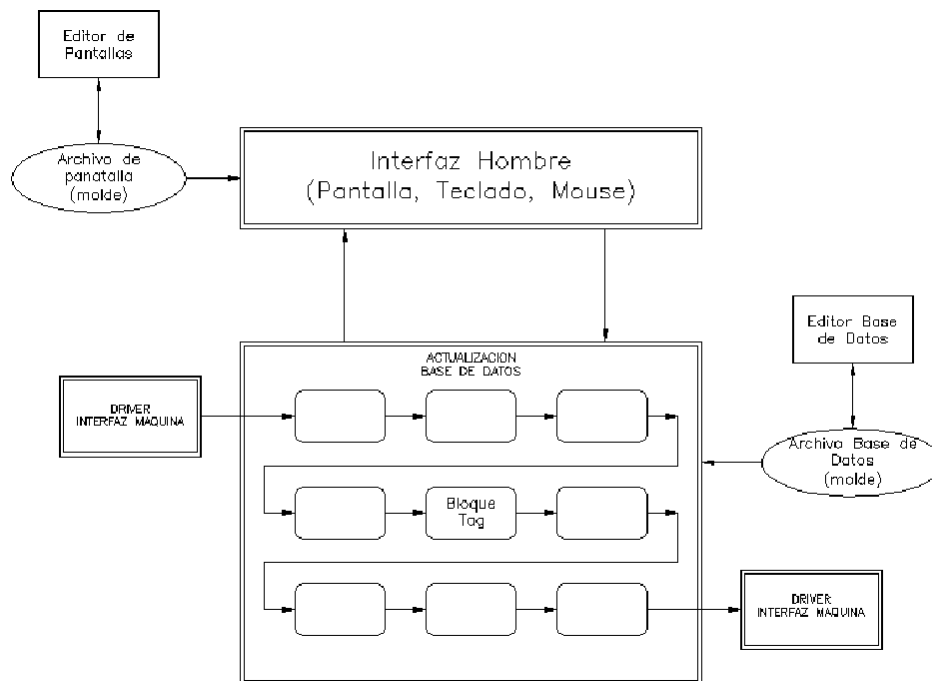 Editor de
Pantallas
Archivo de
panatalla
(molde)
Interfaz Hombre
(Pantalla, Teclado, Mouse)
Editor Base
de Datos
ACTUALIZACION
BASE DE DATOS
DRIVER
INTERFAZ MAQUINA
Archivo Base de
Datos
(molde)
Bloque
Tag
DRIVER
INTERFAZ MAQUINA